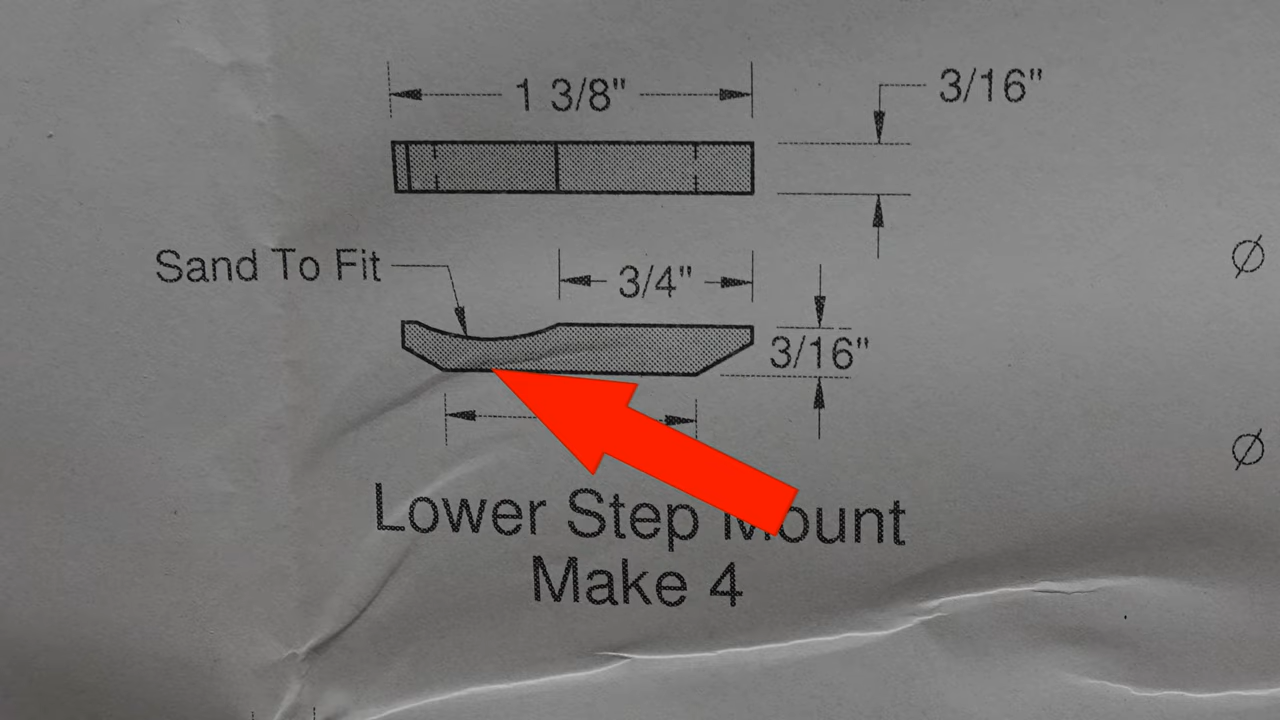 1 3/8"
3/16"
Sand To Fit
3/4"
3/16"
Ø
Ø
Lower Step Mount
Make 4